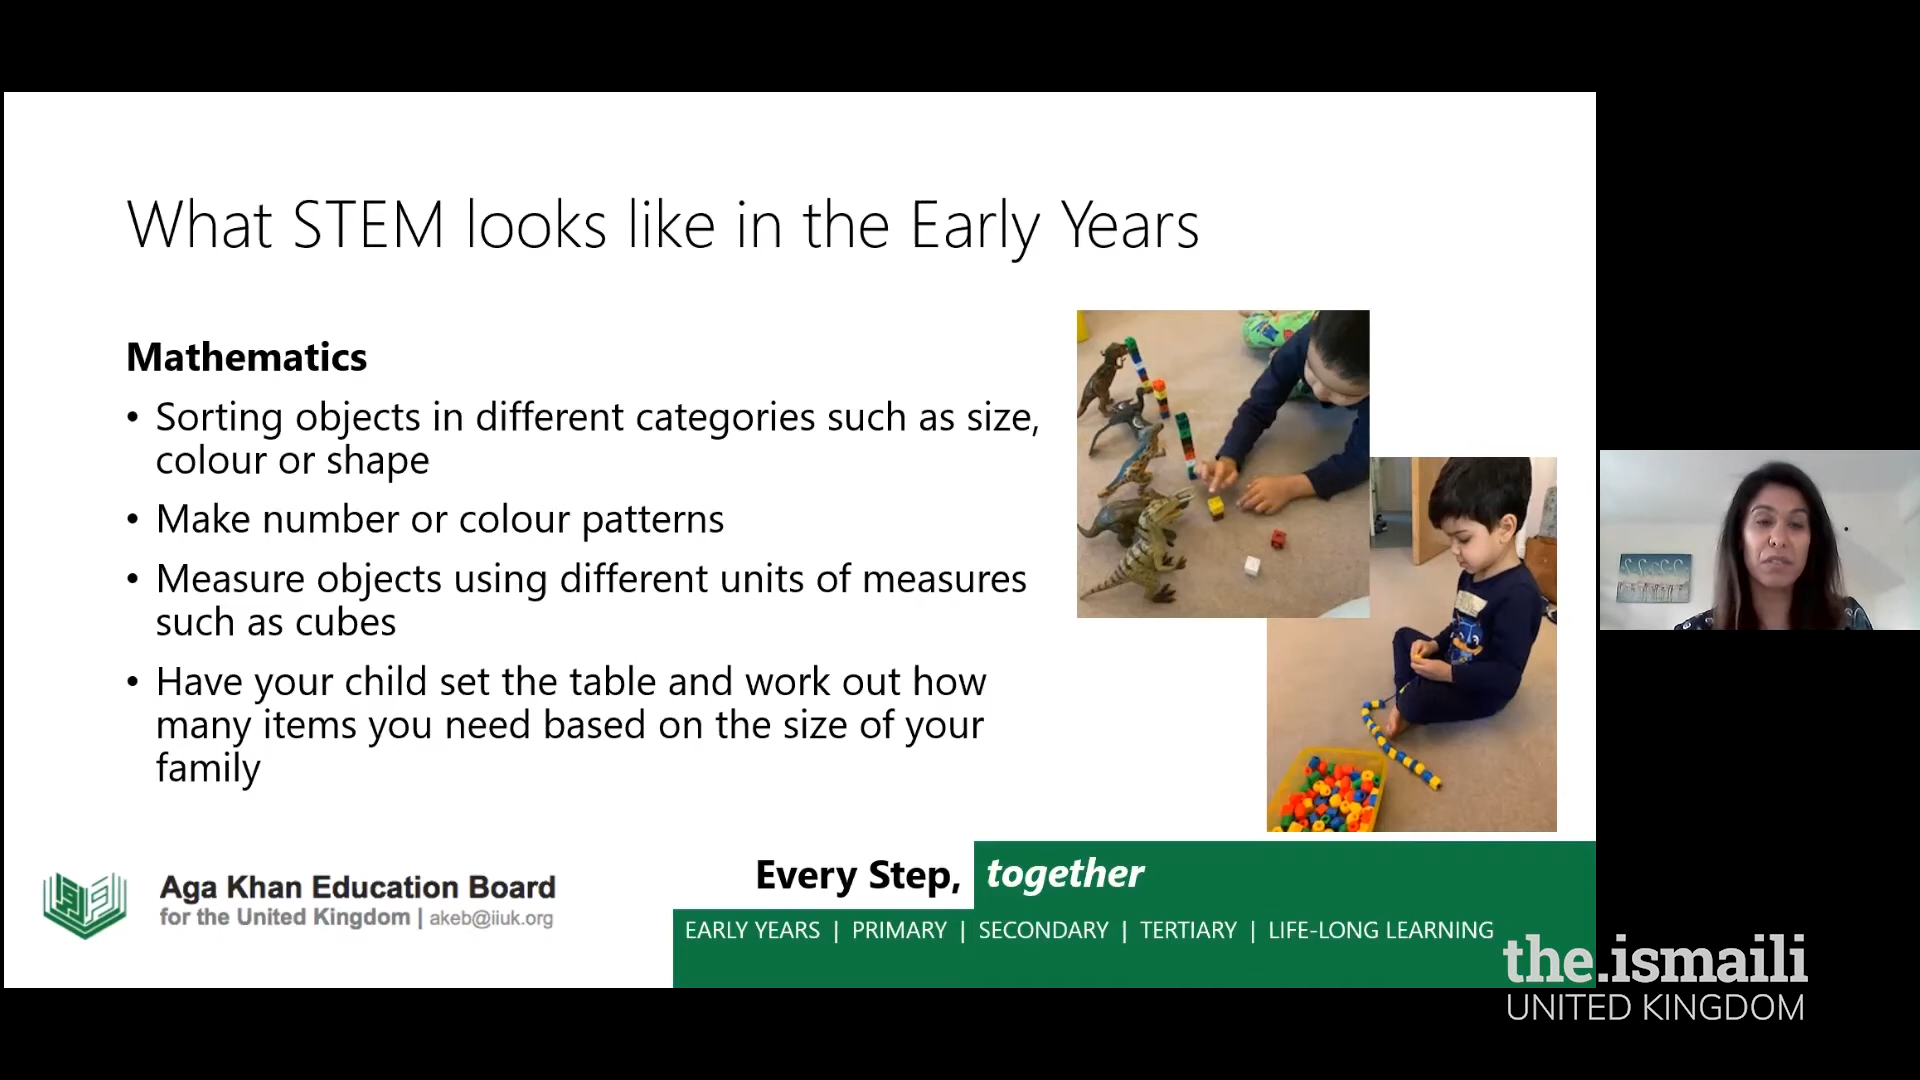 What STEM looks like in the Early Years
Mathematics
• Sorting objects in different categories such as size,
colour or shape
• Make number or colour patterns
• Measure objects using different units of measures
such as cubes
• Have your child set the table and work out how
many items you need based on the size of your
family
Aga Khan Education Board
for the United Kingdom | akeb@iiuk.org
Every Step, together
EARLY YEARS | PRIMARY | SECONDARY | TERTIARY | LIFE-LONG LEARNING
the.ismaili
UNITED KINGDOM